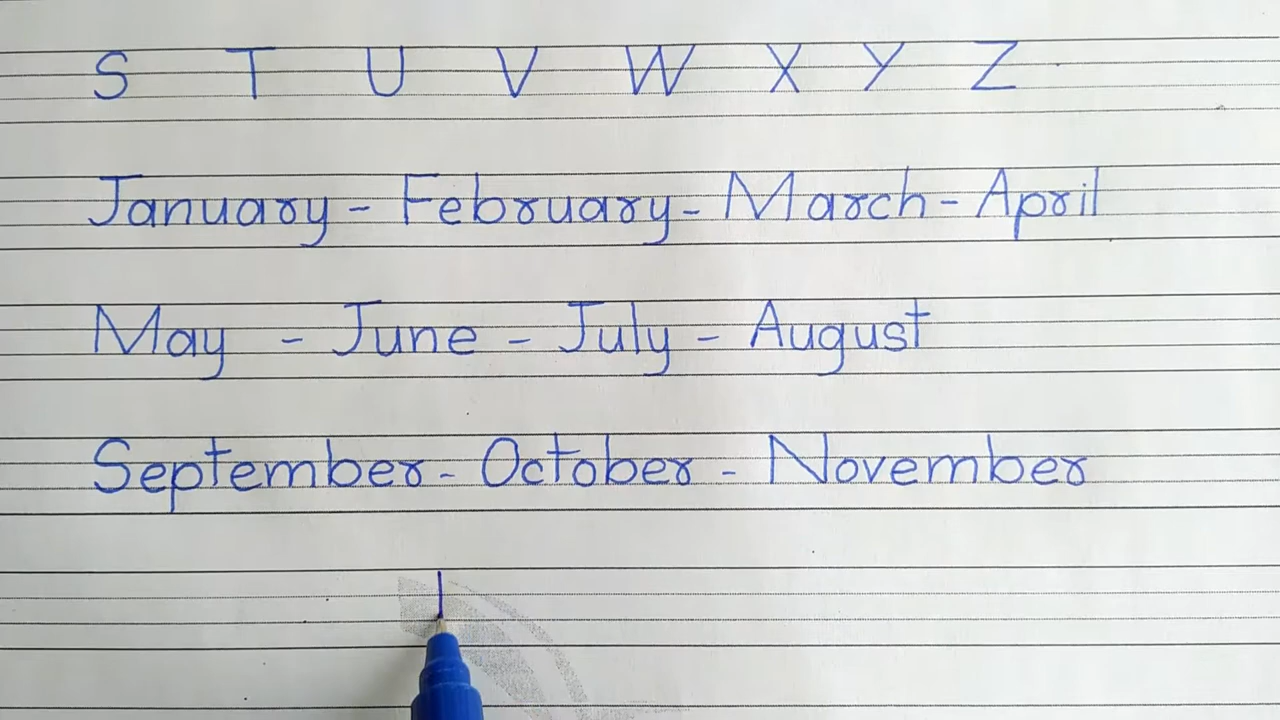 S T U V W X Y Z
January - February - March - April
May - June - July - August
September - October - November